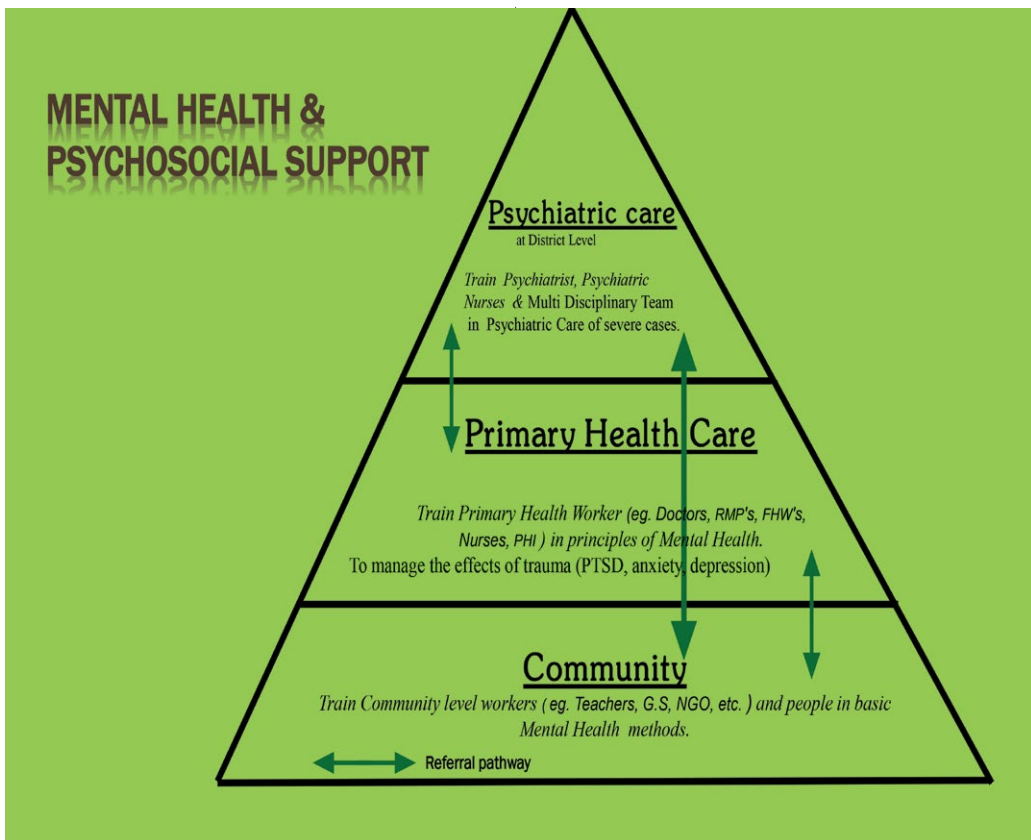 MENTAL HEALTH &
PSYCHOSOCIAL SUPPORT
Psychiatric care
at District Level
Train Psychiatrist, Psychiatric
Nurses & Multi Disciplinary Team
in Psychiatric Care of severe cases.
Primary Health Care
Train Primary Health Worker (eg. Doctors, RMP's, FHW's,
Nurses, PHI ) in principles of Mental Health.
To manage the effects of trauma (PTSD, anxiety, depression)
Community
Train Community level workers ( eg. Teachers, G.S, NGO, etc. ) and people in basic
Mental Health methods.
Referral pathway